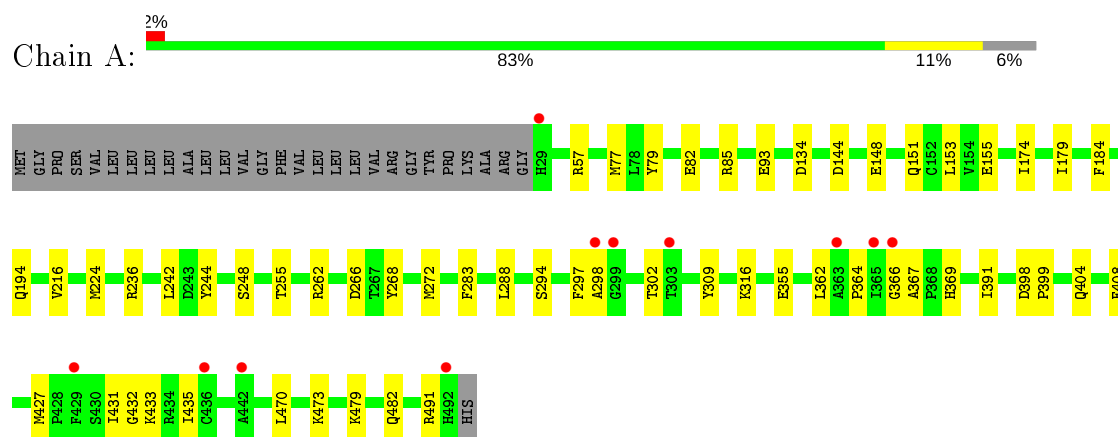 2%
Chain A:
83% 11% 6%
MET GLY PRO SER VAL LEU LEU LEU LEU ALA LEU LEU VAL GLY PHE VAL LEU LEU LEU VAL ARG GLY TYR PRO LYS ALA ARG GLY H29 R57 M77 L78 Y79 E82 R85 E93 D134 D144 E148 Q151 C152 L153 V154 E155 I174 I179 F184
Q194 V216 M224 R236 L242 D243 Y244 S248 T255 R262 D266 T267 Y268 M272 F283 L288 S294 F297 A298 G299 T302 T303 Y309 K316 E355 L362 A363 P364 I365 G366 A367 P368 H369 I391 D398 P399 Q404
M427 P428 F429 S430 I431 G432 K433 R434 I435 C436 A442 L470 K473 K479 Q482 R491 H492 HIS